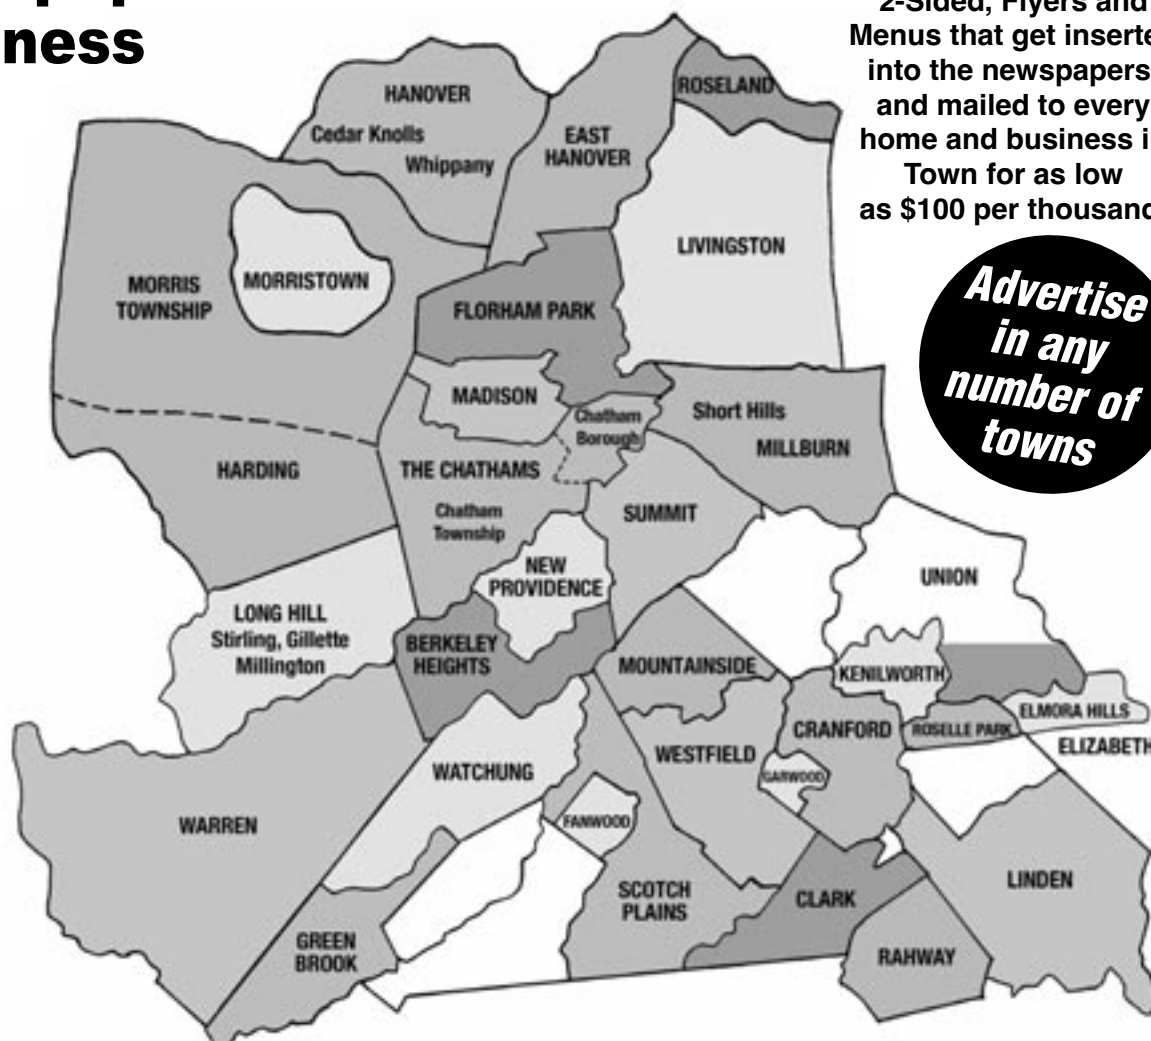 ness
2-Sided, Flyers and
Menus that get
into the newspapers
and mailed to every
home and business
Town for as low
as $100 per
Advertise
in any
number of
towns
HANOVER
Cedar Knolls
Whippany
EAST
HANOVER
ROSELAND
LIVINGSTON
MORRIS
TOWNSHIP
MORRISTOWN
FLORHAM PARK
MADISON
Chatham
Borough
Short Hills
MILLBURN
HARDING
THE CHATHAMS
Chatham
Township
SUMMIT
NEW
PROVIDENCE
UNION
LONG HILL
Stirling, Gillette
Millington
BERKELEY
HEIGHTS
MOUNTAINSIDE
KENILWORTH
ELMORA HILLS
ROSELLE PARK
CRANFORD
ELIZABETH
WESTFIELD
GARWOOD
WATCHUNG
WARREN
FANWOOD
SCOTCH
PLAINS
CLARK
LINDEN
GREEN
BROOK
RAHWAY